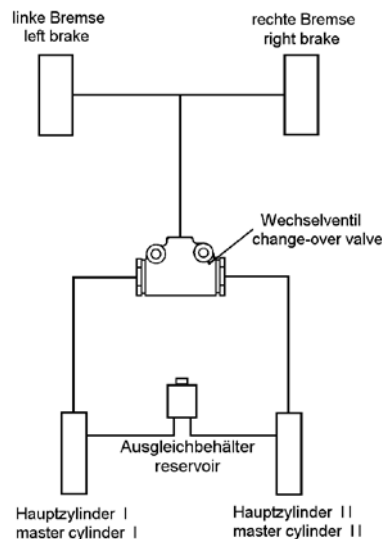 linke Bremse
left brake
rechte Bremse
right brake
Wechselventil
change-over valve
Ausgleichbehälter
reservoir
Hauptzylinder I
master cylinder I
Hauptzylinder II
master cylinder II